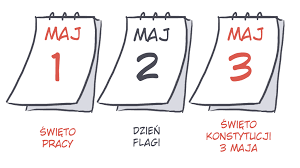 MAJ
1
ŚWIĘTO
PRACY
MAJ
2
DZIEŃ
FLAGI
MAJ
3
ŚWIĘTO
KONSTYTUCJI
3 MAJA